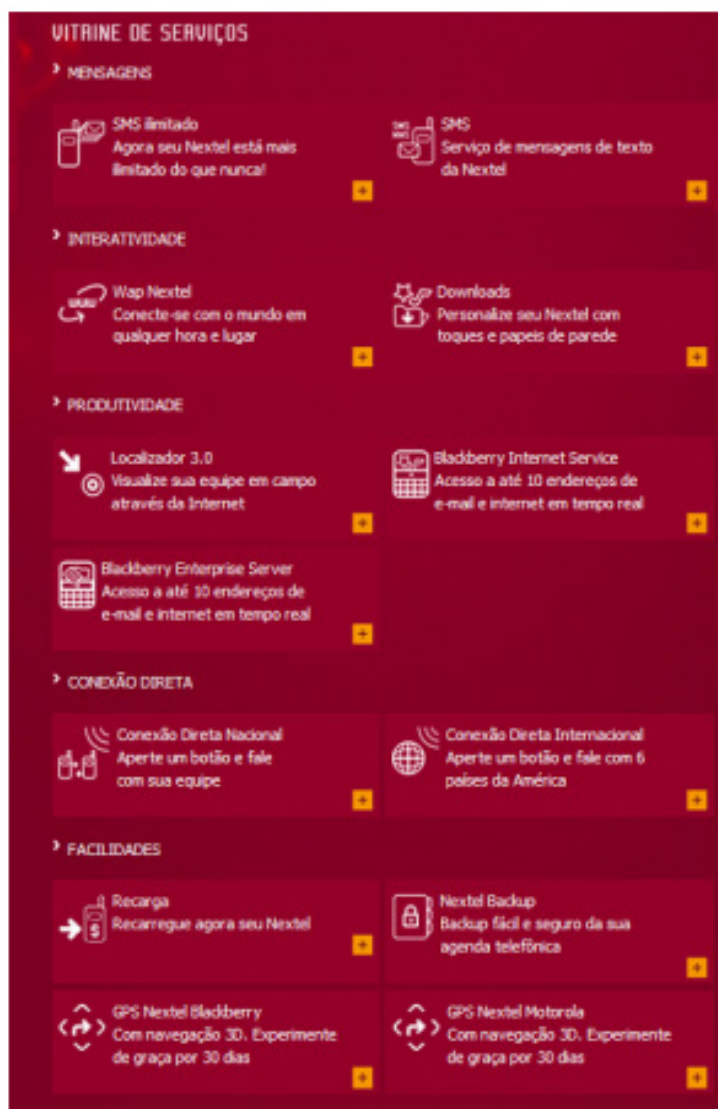 VITRINE DE SERVIÇOS
MENSAGENS
SMS ilimitado
Agora seu Nextel está mais
ilimitado do que nunca!
SMS
Serviço de mensagens de texto
da Nextel
INTERATIVIDADE
Wap Nextel
Conecte-se com o mundo em
qualquer hora e lugar
Downloads
Personalize seu Nextel com
toques e papeis de parede
PRODUTIVIDADE
Localizador 3.0
Visualize sua equipe em campo
através da Internet
Blackberry Internet Service
Acesso a até 10 endereços de
e-mail e internet em tempo real
Blackberry Enterprise Server
Acesso a até 10 endereços de
e-mail e internet em tempo real
CONEXÃO DIRETA
Conexão Direta Nacional
Aperte um botão e fale
com sua equipe
Conexão Direta Internacional
Aperte um botão e fale com 6
países da América
FACILIDADES
Recarga
Recarregue agora seu Nextel
Nextel Backup
Backup fácil e seguro da sua
agenda telefônica
GPS Nextel Blackberry
Com navegação 3D. Experimente
de graça por 30 dias
GPS Nextel Motorola
Com navegação 3D. Experimente
de graça por 30 dias